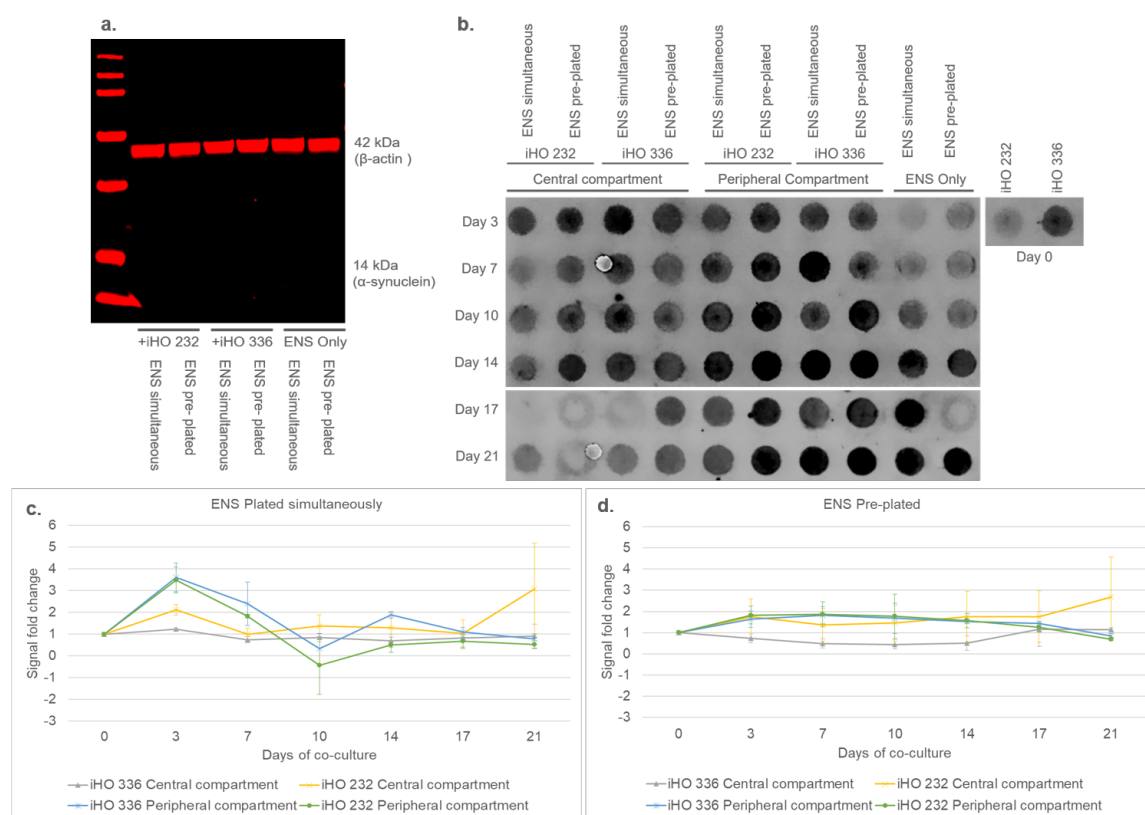 a.
42 kDa
(β-actin )
14 kDa
(α-synuclein)
+iHO 232
+iHO 336
ENS Only
ENS simultaneous
ENS pre- plated
ENS simultaneous
ENS pre- plated
ENS simultaneous
ENS pre-plated
b.
ENS simultaneous
ENS pre-plated
ENS simultaneous
ENS pre-plated
ENS simultaneous
ENS pre-plated
ENS simultaneous
ENS pre-plated
ENS simultaneous
ENS pre-plated
iHO 232
iHO 336
iHO 232
iHO 336
Central compartment
Peripheral Compartment
ENS Only
iHO 232
iHO 336
Day 3
Day 7
Day 10
Day 14
Day 17
Day 21
Day 0
c.
ENS Plated simultaneously
Signal fold change
6
5
4
3
2
1
0
-1
-2
-3
0 3 7 10 14 17 21
Days of co-culture
iHO 336 Central compartment
iHO 232 Central compartment
iHO 336 Peripheral compartment
iHO 232 Peripheral compartment
d.
ENS Pre-plated
Signal fold change
6
5
4
3
2
1
0
-1
-2
-3
0 3 7 10 14 17 21
Days of co-culture
iHO 336 Central compartment
iHO 232 Central compartment
iHO 336 Peripheral compartment
iHO 232 Peripheral compartment